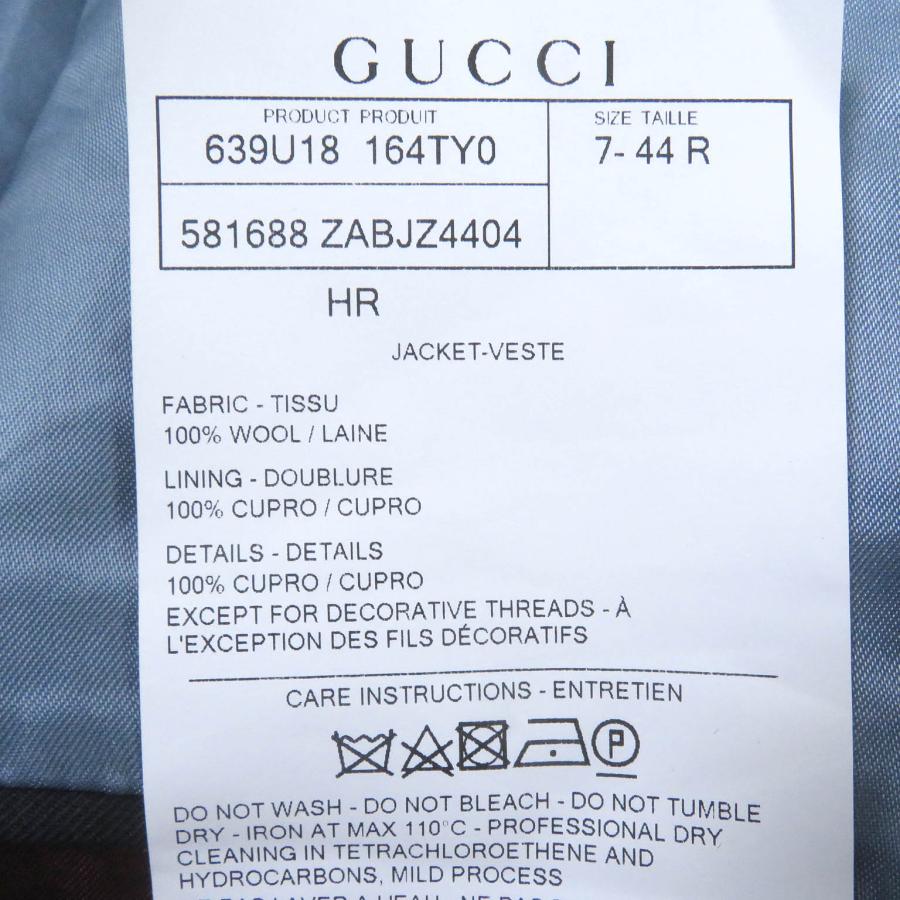 GUCCI
PRODUCT PRODUIT
639U18 164TY0
SIZE TAILLE
7- 44 R
581688 ZABJZ4404
HR
JACKET-VESTE
FABRIC - TISSU
100% WOOL / LAINE
LINING - DOUBLURE
100% CUPRO / CUPRO
DETAILS - DETAILS
100% CUPRO / CUPRO
EXCEPT FOR DECORATIVE THREADS - À
L'EXCEPTION DES FILS DÉCORATIFS
CARE INSTRUCTIONS - ENTRETIEN
P
DO NOT WASH - DO NOT BLEACH - DO NOT TUMBLE
DRY - IRON AT MAX 110°C - PROFESSIONAL DRY
CLEANING IN TETRACHLOROETHENE AND
HYDROCARBONS, MILD PROCESS